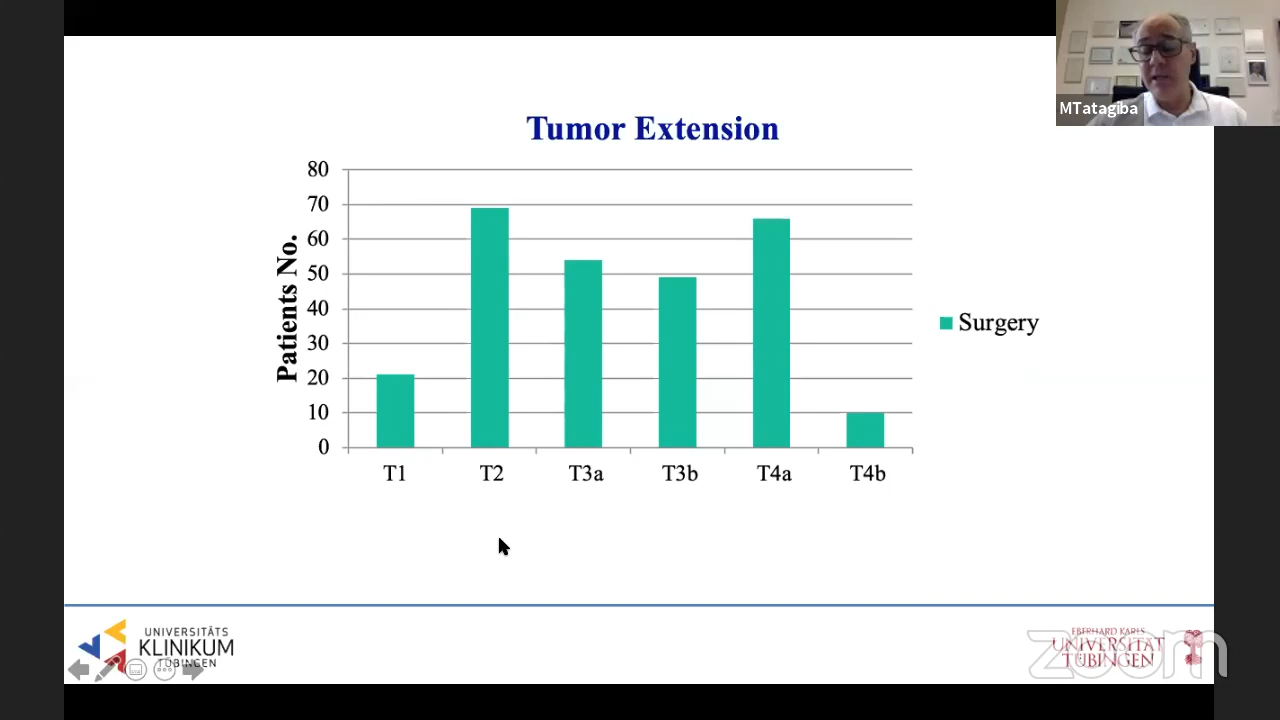 MTatagiba
Tumor Extension
Patients No.
80
70
60
50
40
30
20
10
0
T1 T2 T3a T3b T4a T4b
Surgery
UNIVERSITÄTS
KLINIKUM
TÜBINGEN
EBERHARD KARLS
UNIVERSITÄT
TÜBINGEN
zoom